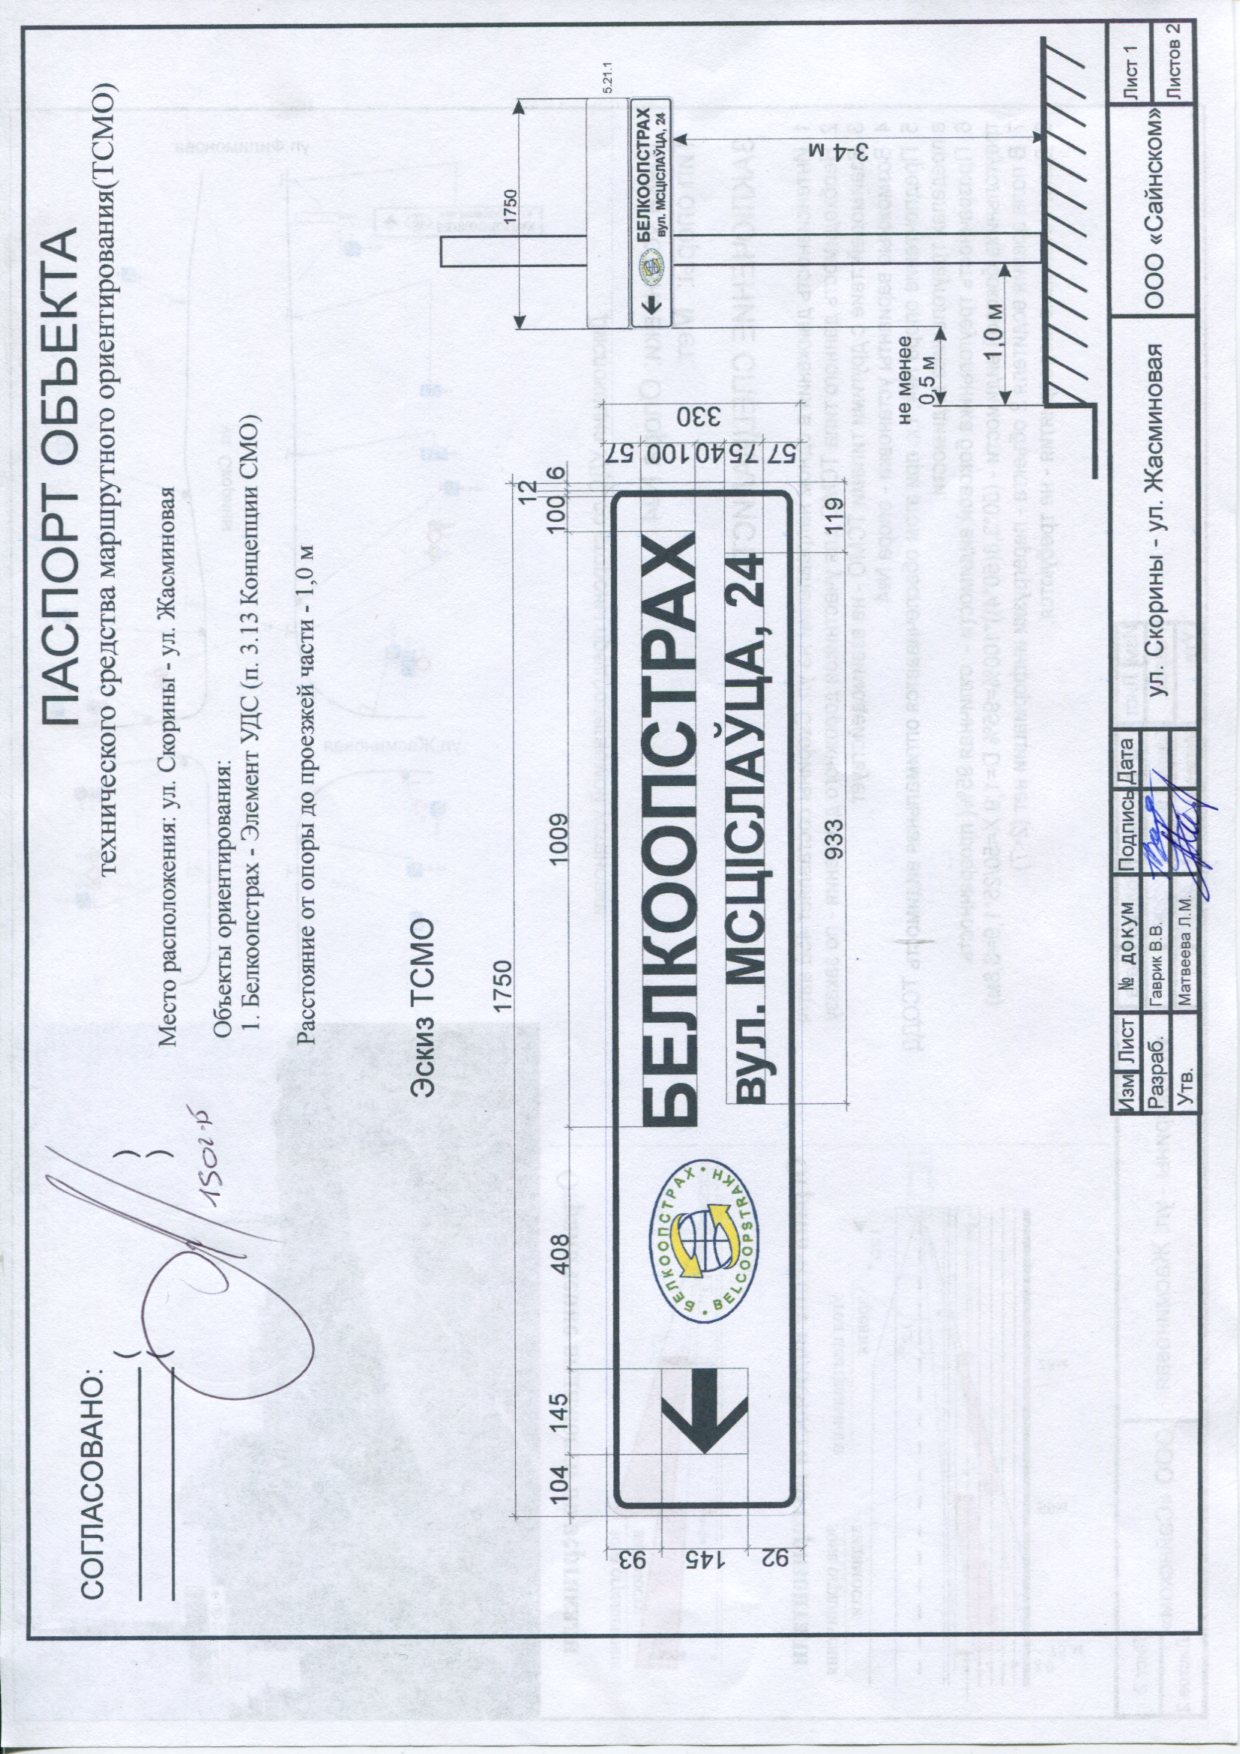 СОГЛАСОВАНО:
( )
( )
1502-15
ПАСПОРТ ОБЪЕКТА
технического средства маршрутного ориентирования(ТСМО)
Место расположения: ул. Скорины - ул. Жасминовая
Объекты ориентирования:
1. Белкоопстрах - Элемент УДС (п. 3.13 Концепции СМО)
Расстояние от опоры до проезжей части - 1,0 м
Эскиз ТСМО
1750
12
104 145 408 1009 100 6
93 145 92
БЕЛКООПСТРАХ
вул. МСЦІСЛАЎЦА, 24
БЕЛКООПСТРАХ • BELCOOPSTRAKH •
57 100 40 75 57
330
933 119
1750
5.21.1
БЕЛКООПСТРАХ
вул. МСЦІСЛАЎЦА, 24
3-4 м
не менее
0,5 м
1,0 м
Изм Лист № докум Подпись Дата
Разраб. Гаврик В.В.
Утв. Матвеева Л.М.
ул. Скорины - ул. Жасминовая
ООО «Сайнском»
Лист 1
Листов 2